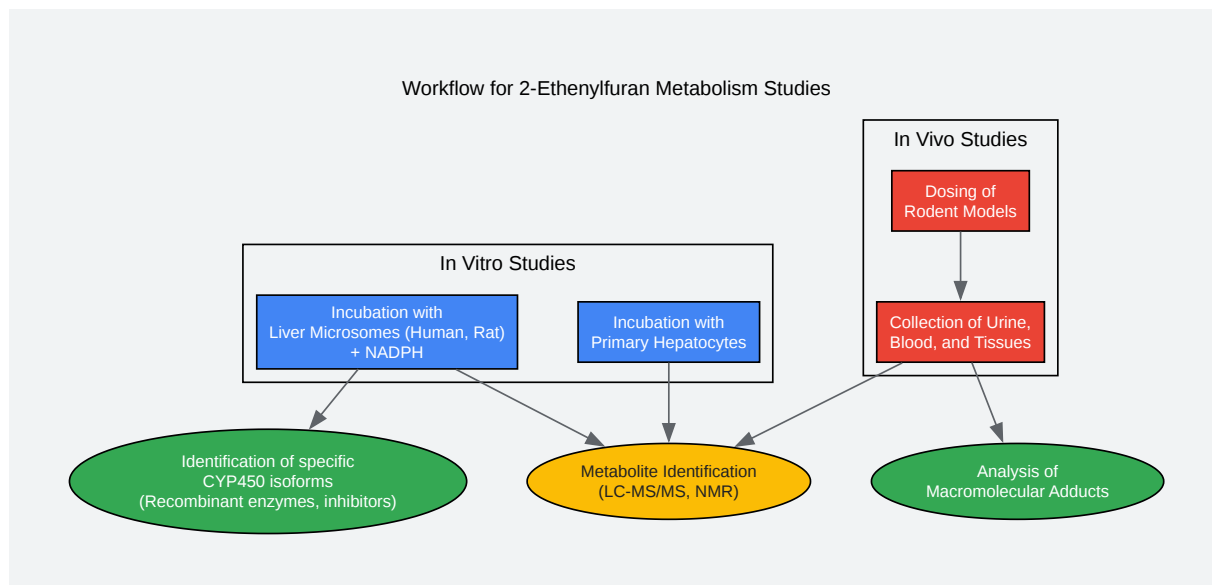 Workflow for 2-Ethenylfuran Metabolism Studies
In Vivo Studies
Dosing of
Rodent Models
In Vitro Studies
Incubation with
Liver Microsomes (Human, Rat)
+ NADPH
Incubation with
Primary Hepatocytes
Collection of Urine,
Blood, and Tissues
Identification of specific
CYP450 isoforms
(Recombinant enzymes, inhibitors)
Metabolite Identification
(LC-MS/MS, NMR)
Analysis of
Macromolecular Adducts